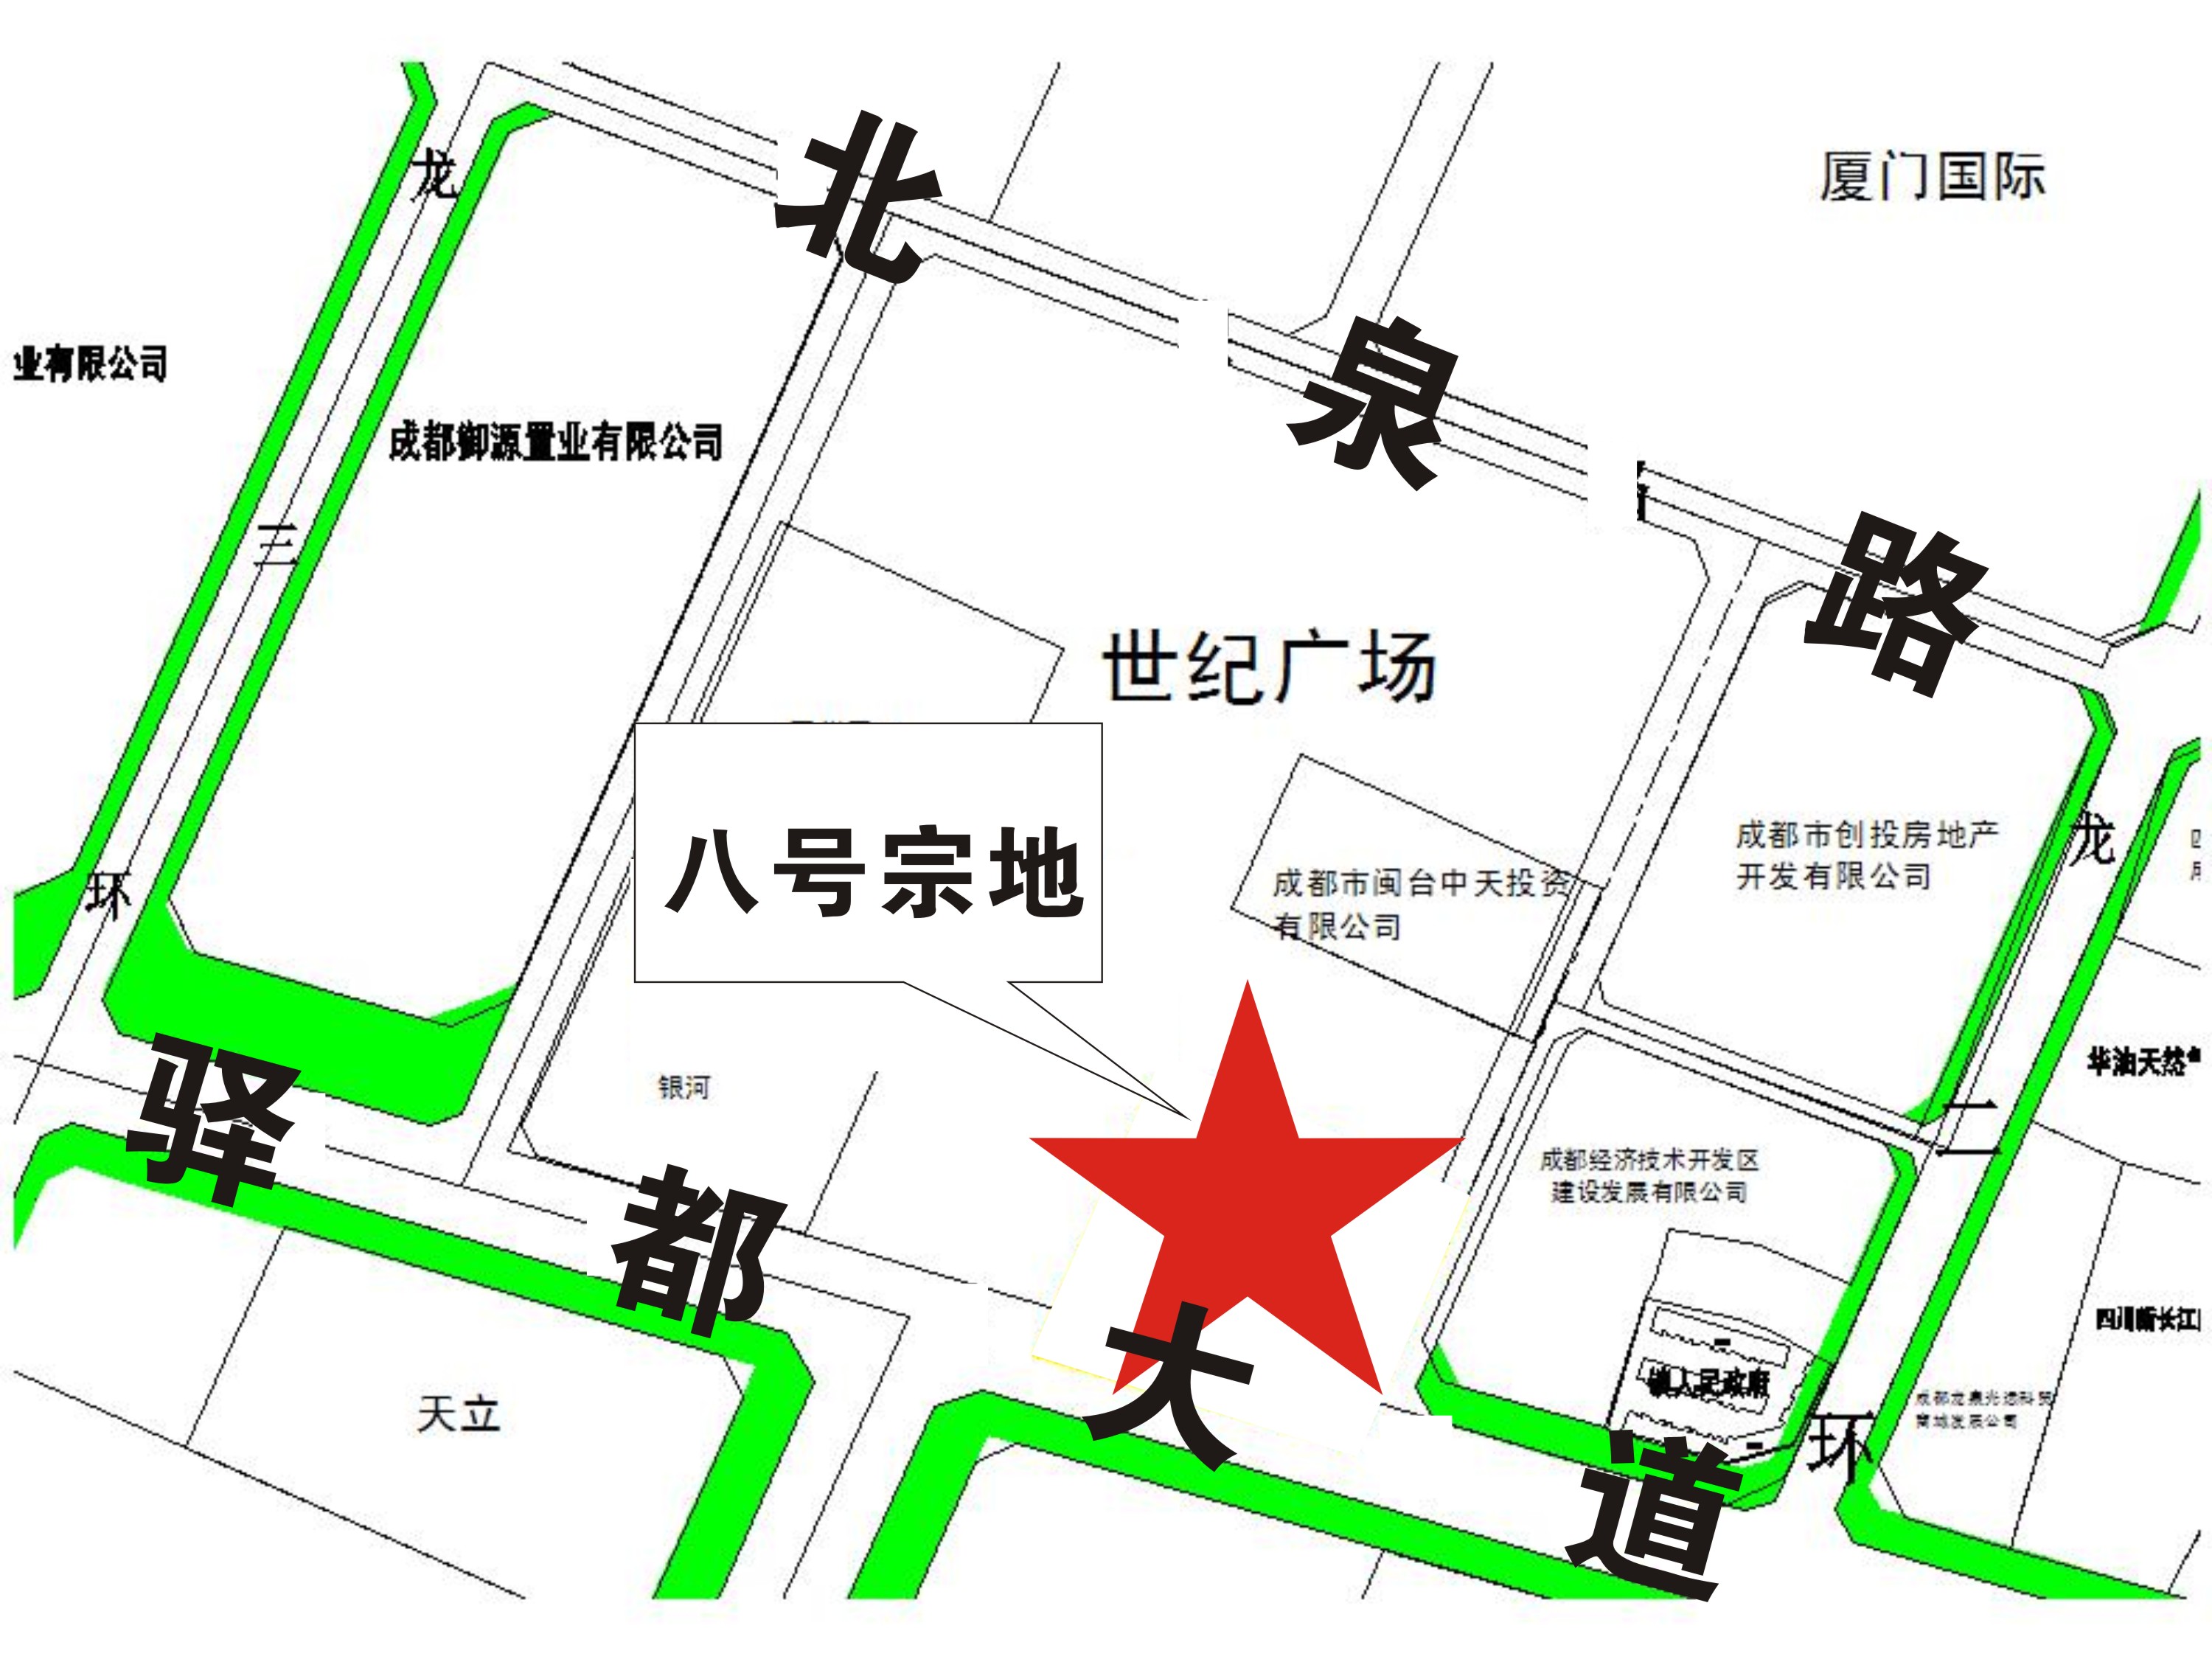 北泉路
厦门国际
龙三环
业有限公司
成都御源置业有限公司
世纪广场
八号宗地
成都市闽台中天投资
有限公司
成都市创投房地产
开发有限公司
龙二环
华油天然
银河
成都经济技术开发区
建设发展有限公司
镇人民政府
四川新长江
成都龙泉光远科贸
商城发展公司
天立
驿都大道